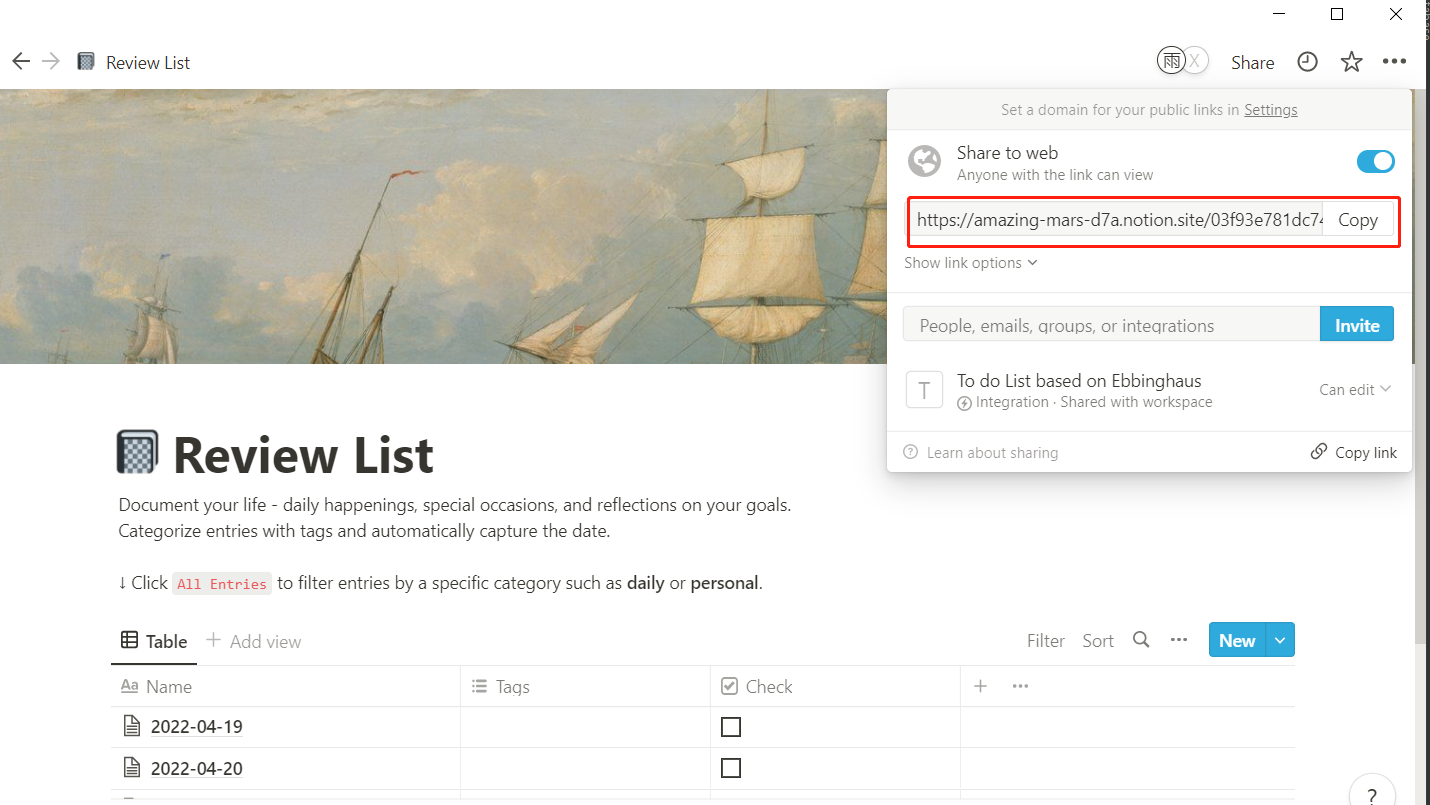 Review List
雨 X Share
Set a domain for your public links in Settings
Share to web
Anyone with the link can view
https://amazing-mars-d7a.notion.site/03f93e781dc74 Copy
Show link options
People, emails, groups, or integrations Invite
T To do List based on Ebbinghaus Can edit
Integration · Shared with workspace
? Learn about sharing Copy link
Review List
Document your life - daily happenings, special occasions, and reflections on your goals.
Categorize entries with tags and automatically capture the date.
↓ Click All Entries to filter entries by a specific category such as daily or personal.
Table + Add view Filter Sort ··· New
Aa Name Tags Check + ···
2022-04-19
2022-04-20
?